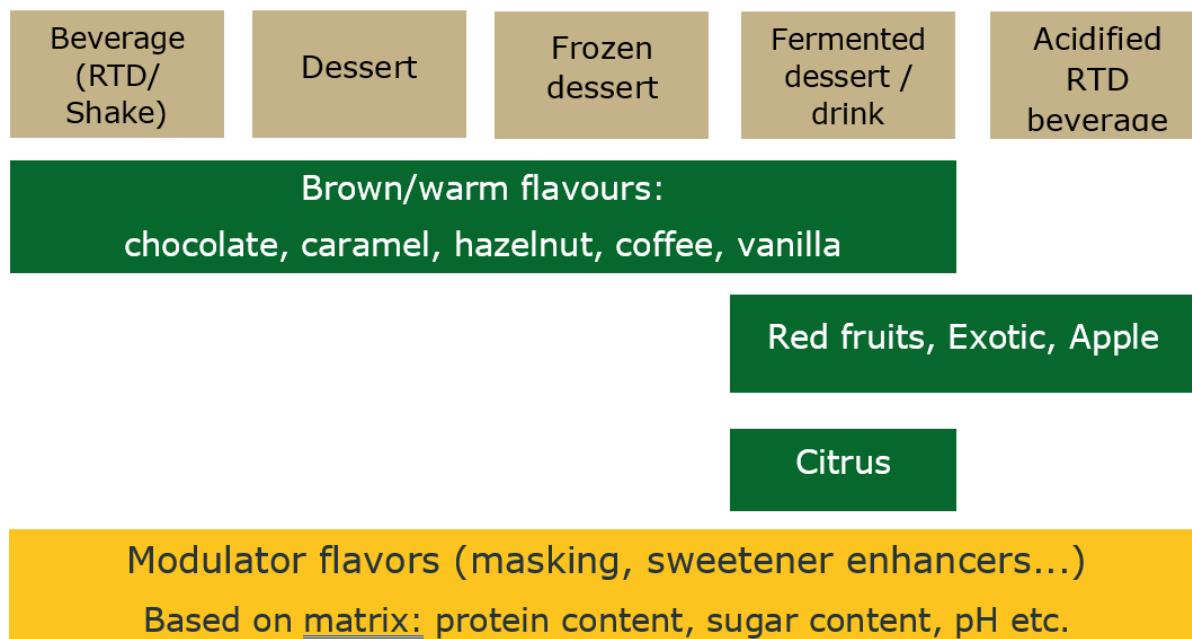 Beverage
(RTD/
Shake)
Dessert
Frozen
dessert
Fermented
dessert /
drink
Acidified
RTD
beverage
Brown/warm flavours:
chocolate, caramel, hazelnut, coffee, vanilla
Red fruits, Exotic, Apple
Citrus
Modulator flavors (masking, sweetener enhancers...)
Based on matrix: protein content, sugar content, pH etc.